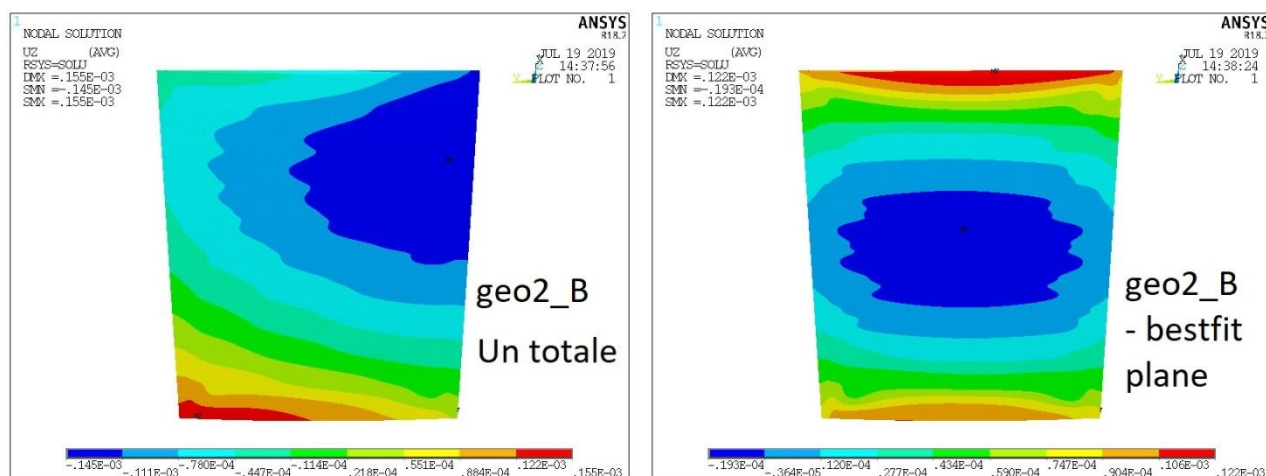 1
NODAL SOLUTION
UZ (AVG)
RSYS=SOLU
DMX =.155E-03
SMN =-.145E-03
SMX =.155E-03
ANSYS
R18.2
JUL 19 2019
14:37:56
PLOT NO. 1
X
Y
geo2_B
Un totale
-.145E-03
-.111E-03
-.780E-04
-.447E-04
-.114E-04
.218E-04
.551E-04
.884E-04
.122E-03
.155E-03
1
NODAL SOLUTION
UZ (AVG)
RSYS=SOLU
DMX =.122E-03
SMN =-.193E-04
SMX =.122E-03
ANSYS
R18.2
JUL 19 2019
14:38:24
PLOT NO. 1
X
Y
MX
geo2_B
- bestfit
plane
-.193E-04
-.364E-05
.120E-04
.277E-04
.434E-04
.590E-04
.747E-04
.904E-04
.106E-03
.122E-03